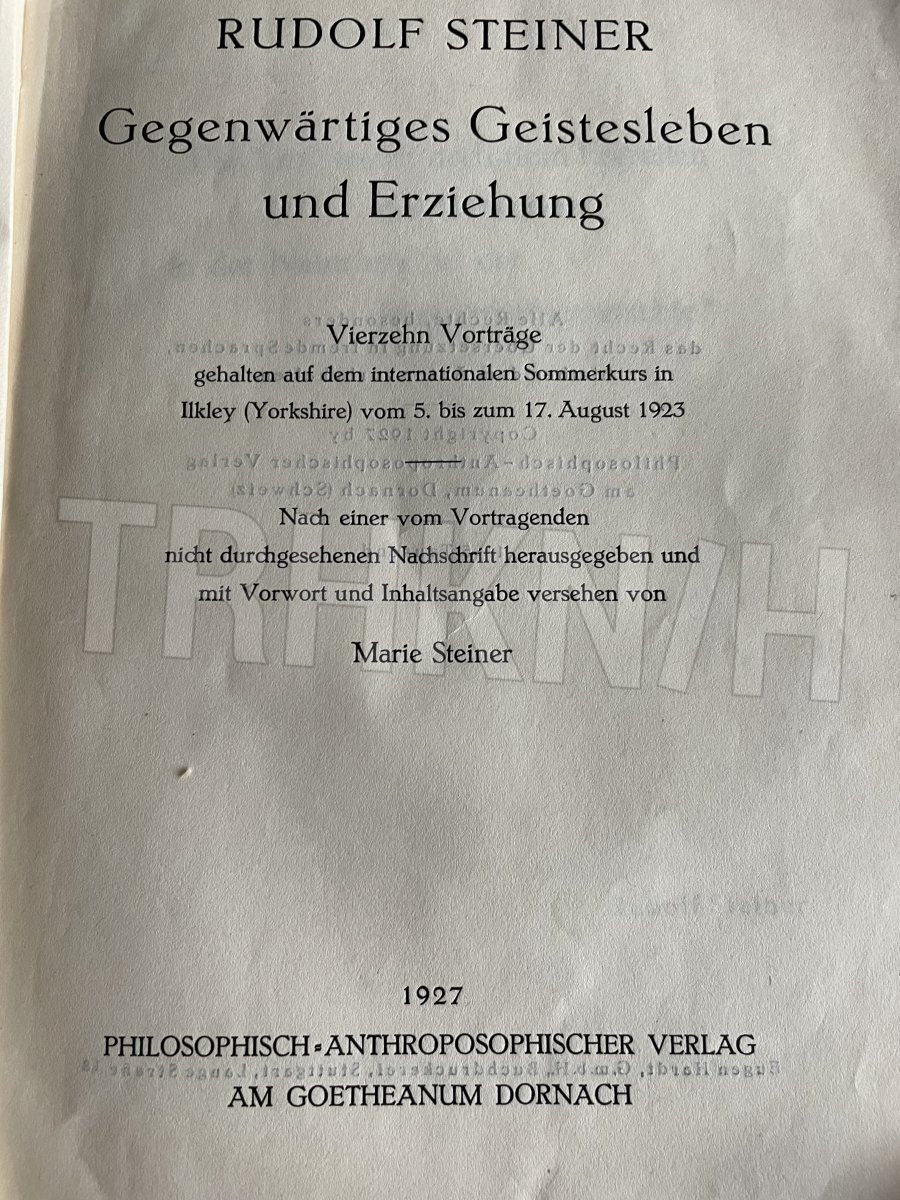 RUDOLF STEINER
Gegenwärtiges Geistesleben
und Erziehung
Vierzehn Vorträge
gehalten auf dem internationalen Sommerkurs in
Ilkley (Yorkshire) vom 5. bis zum 17. August 1923
Nach einer vom Vortragenden
nicht durchgesehenen Nachschrift herausgegeben und
mit Vorwort und Inhaltsangabe versehen von
Marie Steiner
TRHKN/H
1927
PHILOSOPHISCH-ANTHROPOSOPHISCHER VERLAG
AM GOETHEANUM DORNACH